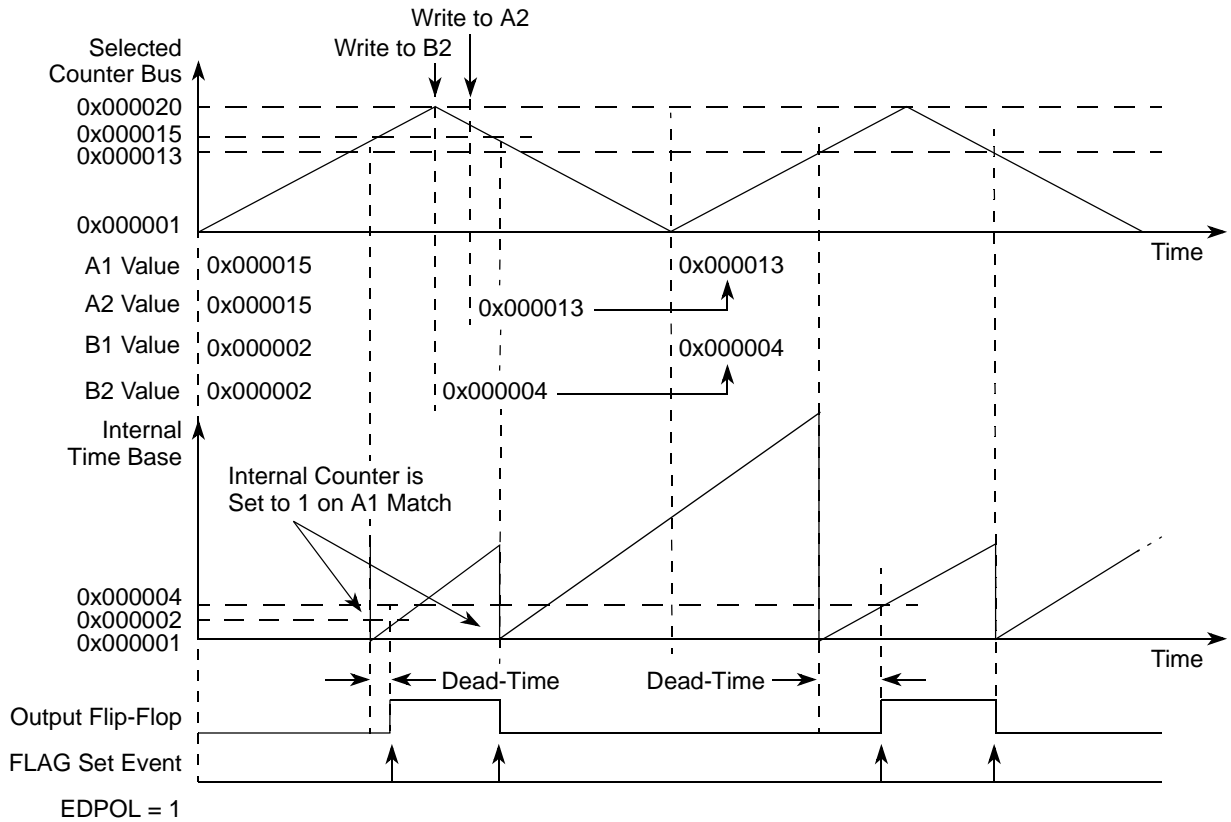 Write to A2
Write to B2
Selected
Counter Bus
0x000020
0x000015
0x000013
0x000001
Time
A1 Value 0x000015 0x000013
A2 Value 0x000015 0x000013
B1 Value 0x000002 0x000004
B2 Value 0x000002 0x000004
Internal
Time Base
Internal Counter is
Set to 1 on A1 Match
0x000004
0x000002
0x000001
Time
Dead-Time Dead-Time
Output Flip-Flop
FLAG Set Event
EDPOL = 1